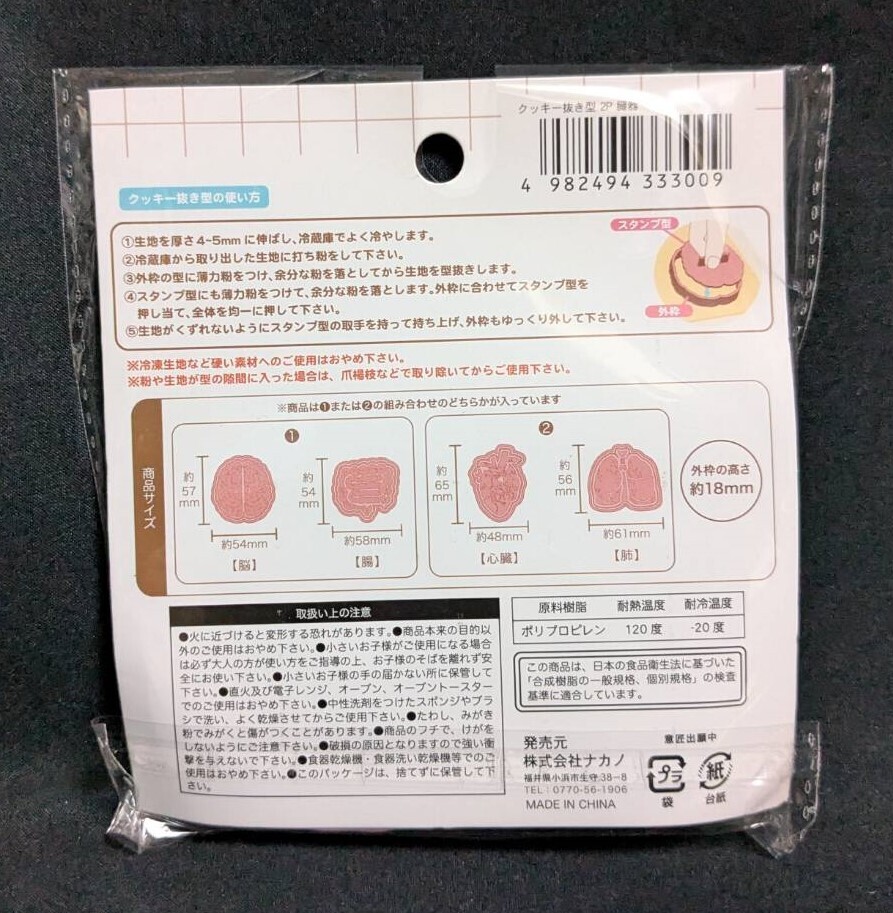 クッキー抜き型 2P 臓器
4 982494 333009
クッキー抜き型の使い方
①生地を厚さ4~5mmに伸ばし、冷蔵庫でよく冷やします。
②冷蔵庫から取り出した生地に打ち粉をして下さい。
③外枠の型に薄力粉をつけ、余分な粉を落としてから生地を型抜きします。
④スタンプ型にも薄力粉をつけて、余分な粉を落とします。外枠に合わせてスタンプ型を
押し当て、全体を均一に押して下さい。
⑤生地がくずれないようにスタンプ型の取手を持って持ち上げ、外枠もゆっくり外して下さい。
スタンプ型
外枠
※冷凍生地など硬い素材へのご使用はおやめ下さい。
※粉や生地が型の隙間に入った場合は、爪楊枝などで取り除いてからご使用下さい。
商品サイズ
※商品は❶または❷の組み合わせのどちらかが入っています
❶
約
57
mm
約54mm
【脳】
約
54
mm
約58mm
【腸】
❷
約
65
mm
約48mm
【心臓】
約
56
mm
約61mm
【肺】
外枠の高さ
約18mm
取扱い上の注意
●火に近づけると変形する恐れがあります。●商品本来の目的以
外のご使用はおやめ下さい。●小さいお子様がご使用になる場合
は必ず大人の方が使い方をご指導の上、お子様のそばを離れず安
全にお使い下さい。●小さいお子様の手の届かない所に保管して
下さい。●直火及び電子レンジ、オーブン、オーブントースター
でのご使用はおやめ下さい。●中性洗剤をつけたスポンジやブラ
シで洗い、よく乾燥させてからご使用下さい。●たわし、みがき
粉でみがくと傷がつくことがあります。●商品のフチで、けがを
しないようにご注意下さい。●破損の原因となりますので強い衝
撃を与えないで下さい。●食器乾燥機・食器洗い乾燥機等でのご
使用はおやめ下さい。●このパッケージは、捨てずに保管して下
さい。
原料樹脂 耐熱温度 耐冷温度
ポリプロピレン 120度 -20度
この商品は、日本の食品衛生法に基づいた
「合成樹脂の一般規格、個別規格」の検査
基準に適合しています。
発売元
株式会社ナカノ
福井県小浜市生守38-8
TEL:0770-56-1906
MADE IN CHINA
意匠出願中
プラ
袋
紙
台紙